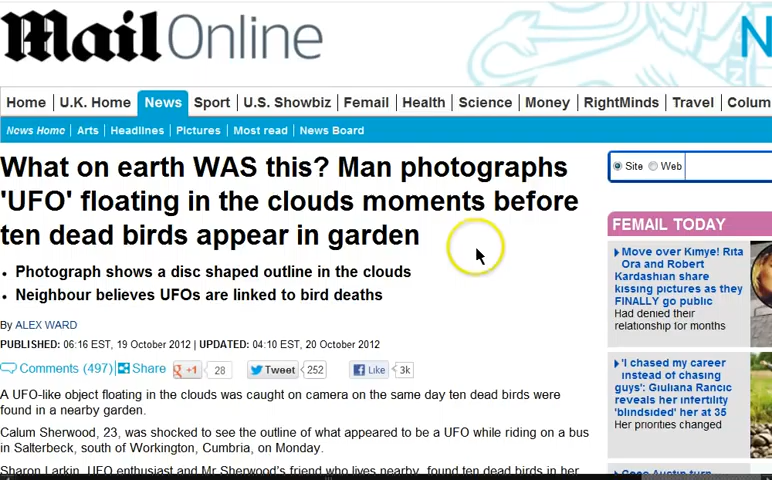 Mail Online
N
Home U.K. Home News Sport U.S. Showbiz Femail Health Science Money RightMinds Travel Colum
News Home Arts Headlines Pictures Most read News Board
What on earth WAS this? Man photographs
'UFO' floating in the clouds moments before
ten dead birds appear in garden
• Photograph shows a disc shaped outline in the clouds
• Neighbour believes UFOs are linked to bird deaths
By ALEX WARD
PUBLISHED: 06:16 EST, 19 October 2012 | UPDATED: 04:10 EST, 20 October 2012
Comments (497) Share +1 28 Tweet 252 Like 3k
A UFO-like object floating in the clouds was caught on camera on the same day ten dead birds were
found in a nearby garden.
Calum Sherwood, 23, was shocked to see the outline of what appeared to be a UFO while riding on a bus
in Salterbeck, south of Workington, Cumbria, on Monday.
Sharon Larkin, UFO enthusiast and Mr Sherwood's friend who lives nearby, found ten dead birds in her
Site Web
FEMAIL TODAY
Move over Kimye! Rita
Ora and Robert
Kardashian share
kissing pictures as they
FINALLY go public
Had denied their
relationship for months
'I chased my career
instead of chasing
guys': Giuliana Rancic
reveals her infertility
'blindsided' her at 35
Her priorities changed
Coco Austin turn